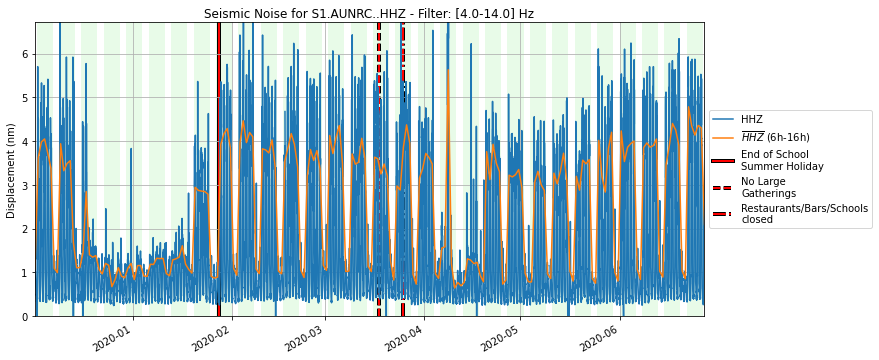 Seismic Noise for S1.AUNRC..HHZ - Filter: [4.0-14.0] Hz
Displacement (nm)
6
5
4
3
2
1
0
2020-01
2020-02
2020-03
2020-04
2020-05
2020-06
HHZ
HHZ (6h-16h)
End of School
Summer Holiday
No Large
Gatherings
Restaurants/Bars/Schools
closed